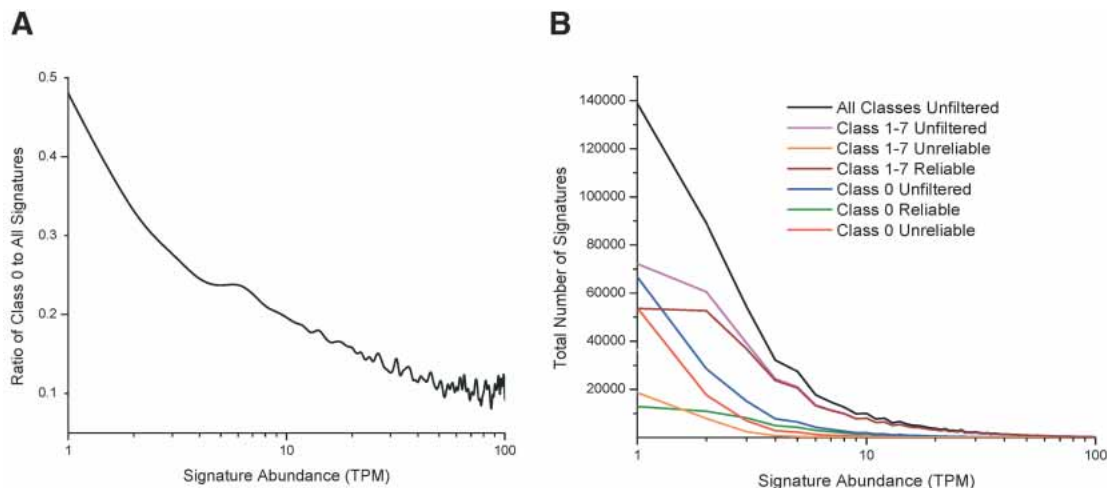 A
Ratio of Class 0 to All Signatures
0.5
0.4
0.3
0.2
0.1
1
10
100
Signature Abundance (TPM)
B
Total Number of Signatures
140000
120000
100000
80000
60000
40000
20000
1
10
100
Signature Abundance (TPM)
All Classes Unfiltered
Class 1-7 Unfiltered
Class 1-7 Unreliable
Class 1-7 Reliable
Class 0 Unfiltered
Class 0 Reliable
Class 0 Unreliable